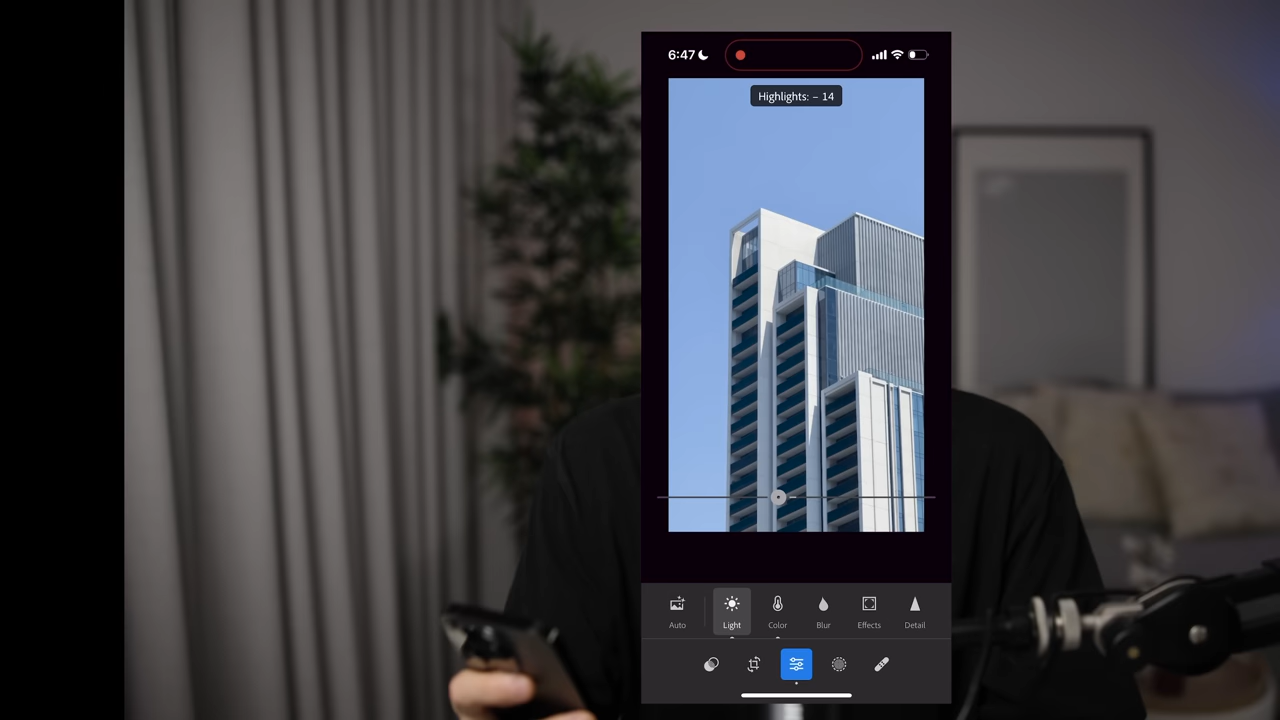 6:47
Highlights: – 14
Auto
Light
Color
Blur
Effects
Detail